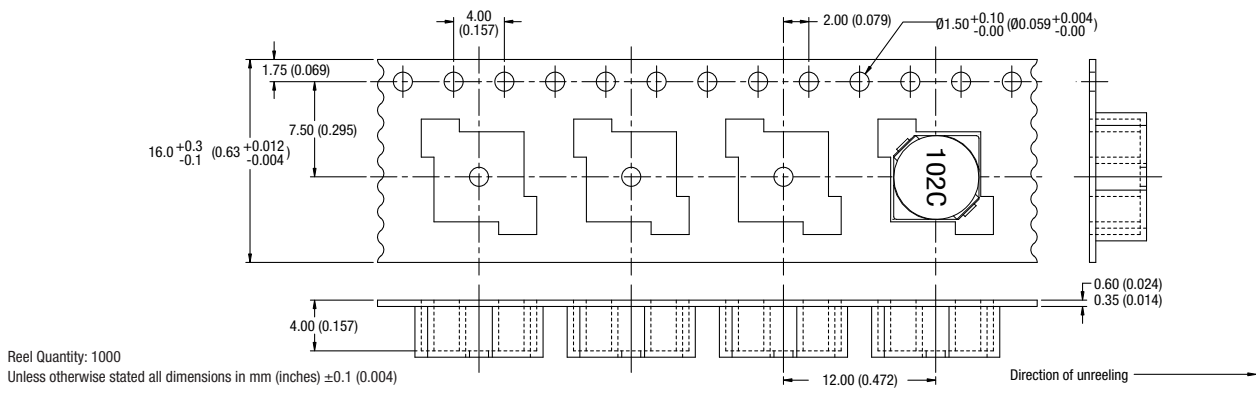 4.00
(0.157)
2.00 (0.079)
Ø1.50 +0.10 -0.00 (Ø0.059 +0.004 -0.00
1.75 (0.069)
7.50 (0.295)
16.0 +0.3 -0.1 (0.63 +0.012 -0.004)
102C
0.60 (0.024)
0.35 (0.014)
4.00 (0.157)
12.00 (0.472)
Direction of unreeling
Reel Quantity: 1000
Unless otherwise stated all dimensions in mm (inches) ±0.1 (0.004)